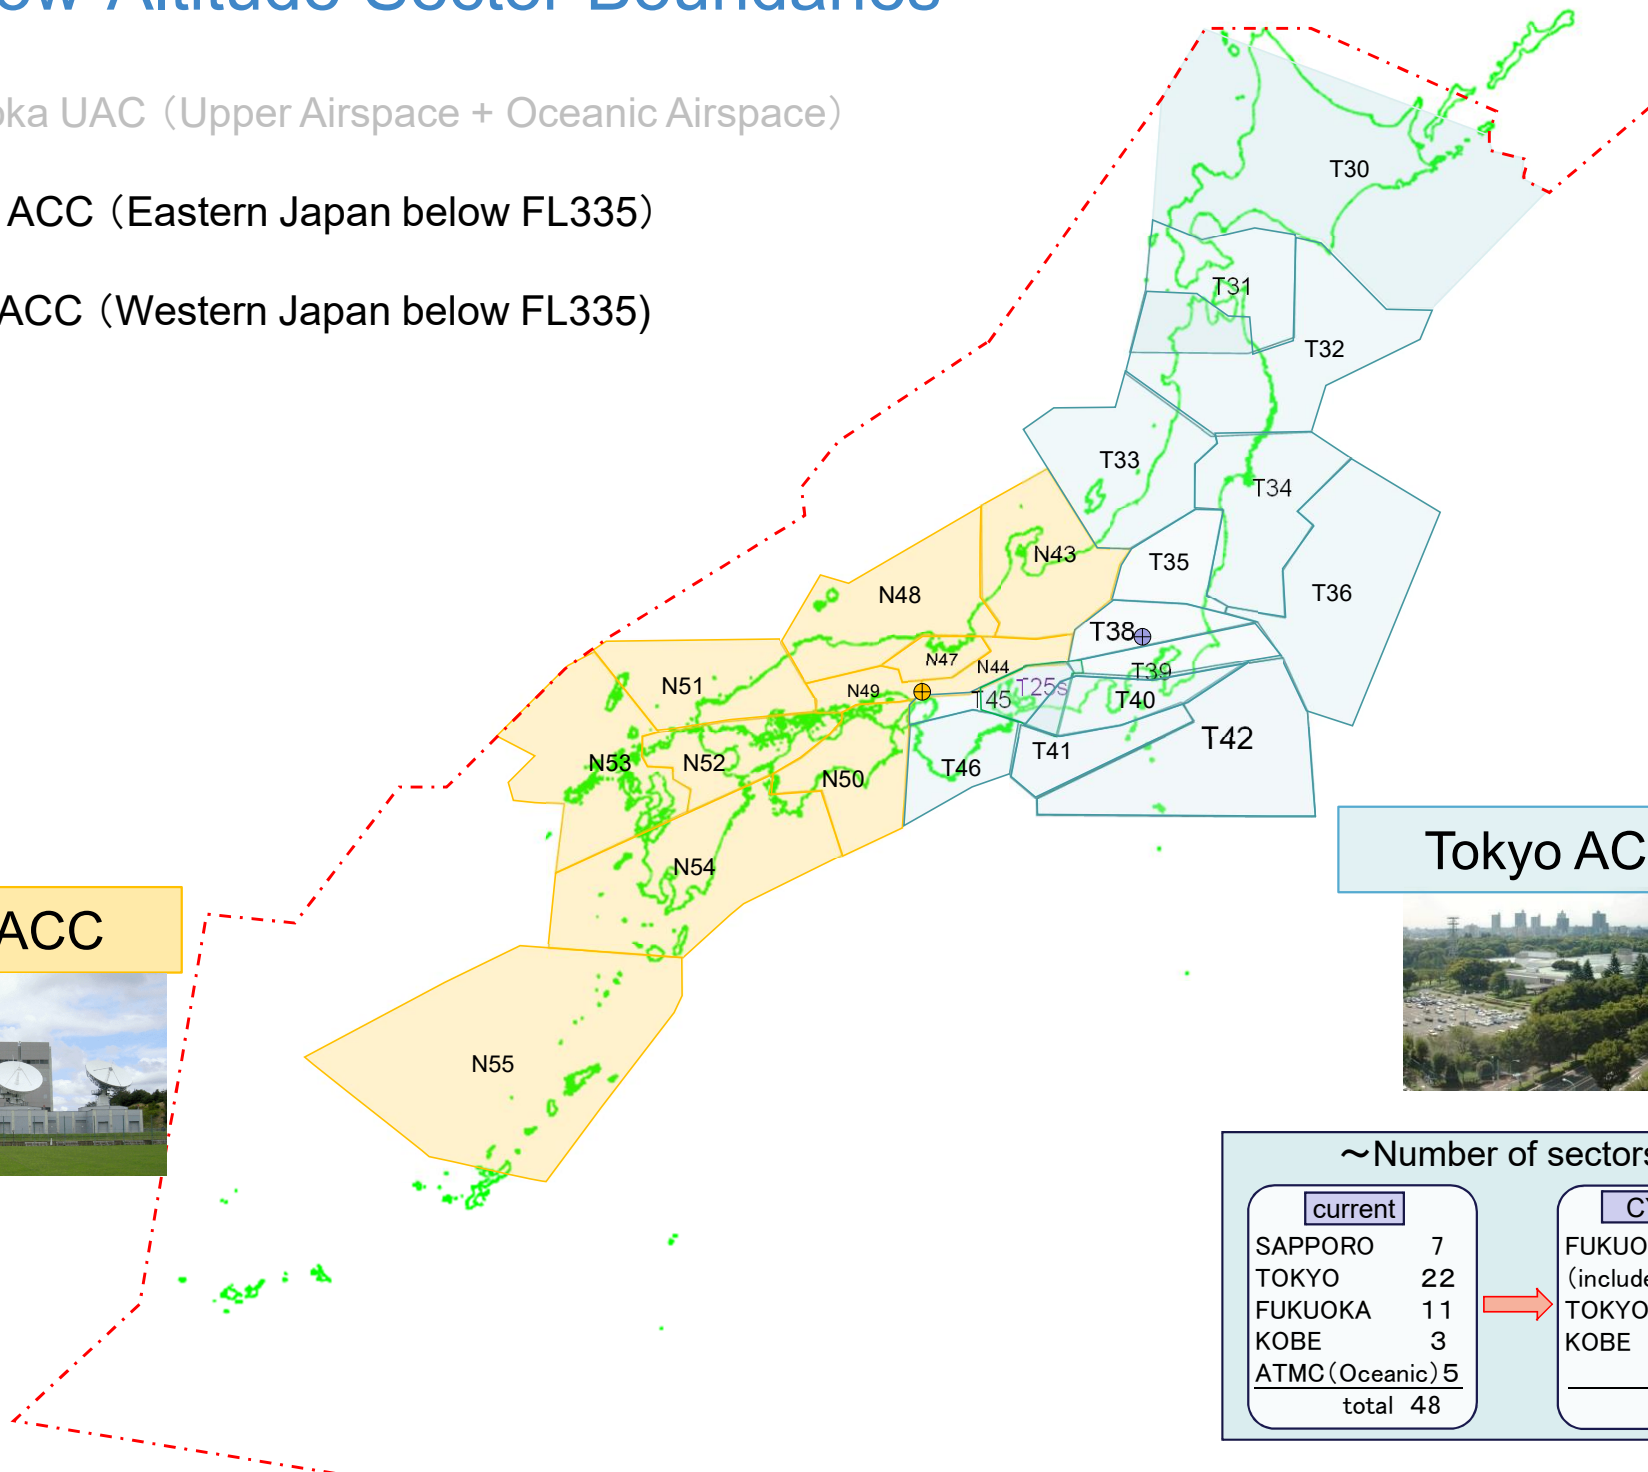 Altitude Sector Boundaries
UAC（Upper Airspace + Oceanic Airspace）
ACC（Eastern Japan below FL335）
ACC（Western Japan below FL335)
T30
T31
T32
T33
T34
N43
T35
N48
T36
T38
N47
N44
T39
N51
N49
T45
T25s
T40
T42
N53
N52
N50
T46
T41
N54
Tokyo AC
ACC
N55
～Number of sectors
current
SAPPORO 7
TOKYO 22
FUKUOKA 11
KOBE 3
ATMC(Oceanic) 5
total 48
FUKUO
(include
TOKYO
KOBE